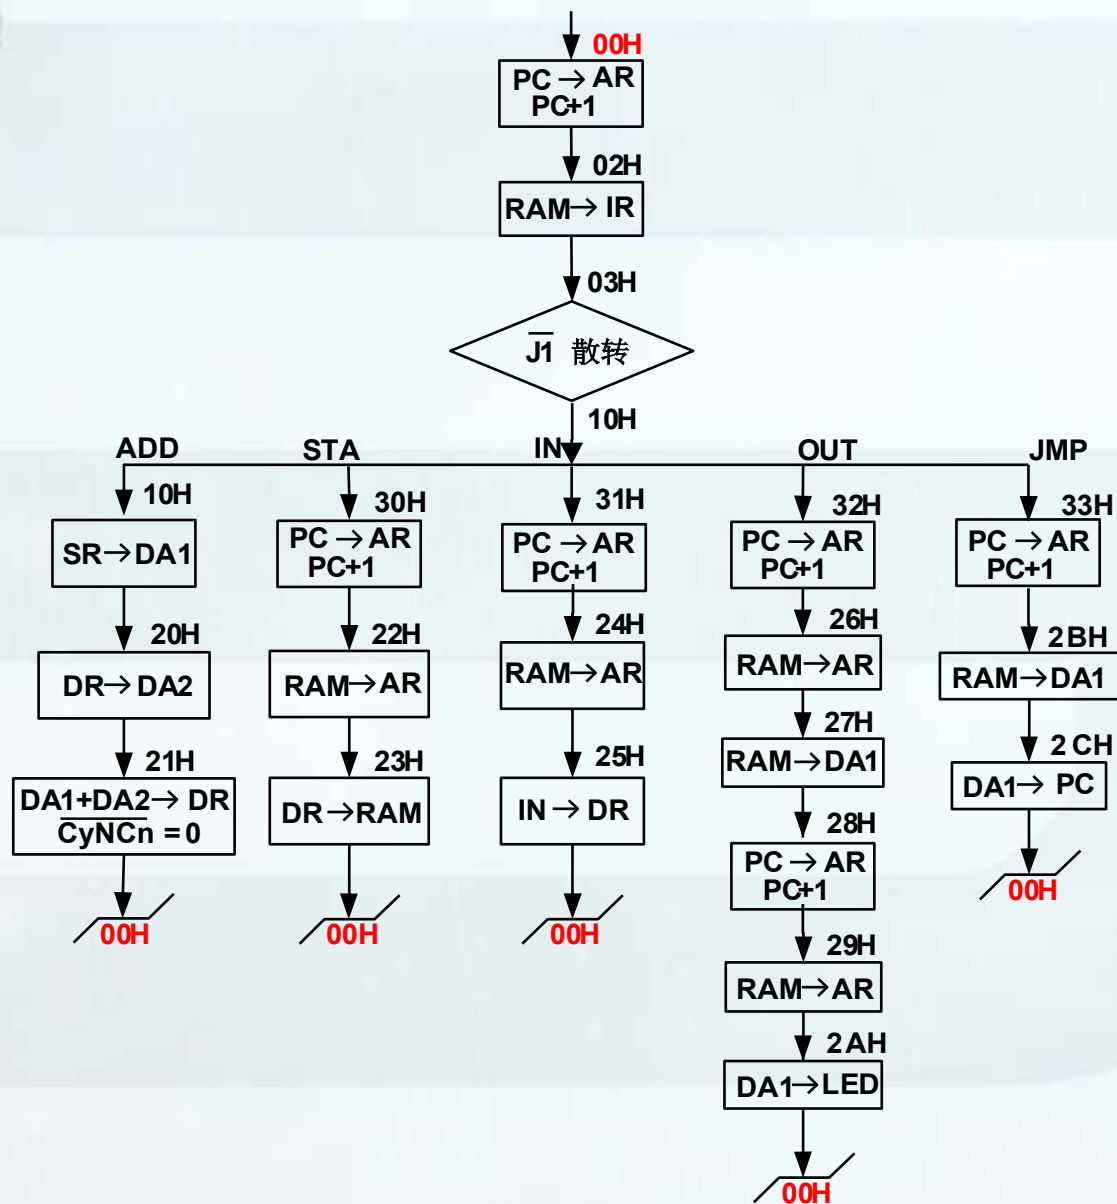 00H
PC → AR
PC+1
02H
RAM→ IR
03H
J1 散转
10H
ADD
STA
IN
OUT
JMP
10H
SR→DA1
20H
DR→ DA2
21H
DA1+DA2→ DR
CyNCn = 0
00H
30H
PC → AR
PC+1
22H
RAM→AR
23H
DR→RAM
00H
31H
PC → AR
PC+1
24H
RAM→AR
25H
IN → DR
00H
32H
PC → AR
PC+1
26H
RAM→AR
27H
RAM→DA1
28H
PC → AR
PC+1
29H
RAM→AR
2AH
DA1→LED
00H
33H
PC → AR
PC+1
2BH
RAM→DA1
2CH
DA1→ PC
00H